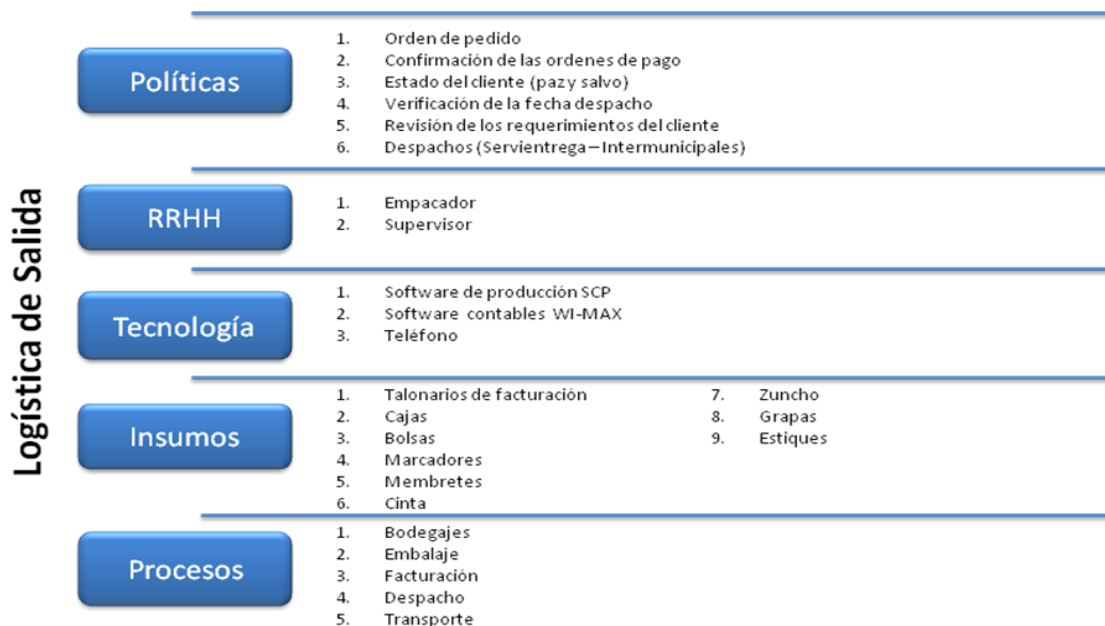 Logística de Salida
Políticas
1. Orden de pedido
2. Confirmación de las ordenes de pago
3. Estado del cliente (paz y salvo)
4. Verificación de la fecha despacho
5. Revisión de los requerimientos del cliente
6. Despachos (Servientrega–Intermunicipales)
RRHH
1. Empacador
2. Supervisor
Tecnología
1. Software de producción SCP
2. Software contables WI-MAX
3. Teléfono
Insumos
1. Talonarios de facturación
2. Cajas
3. Bolsas
4. Marcadores
5. Membretes
6. Cinta
7. Zuncho
8. Grapas
9. Estiques
Procesos
1. Bodegajes
2. Embalaje
3. Facturación
4. Despacho
5. Transporte